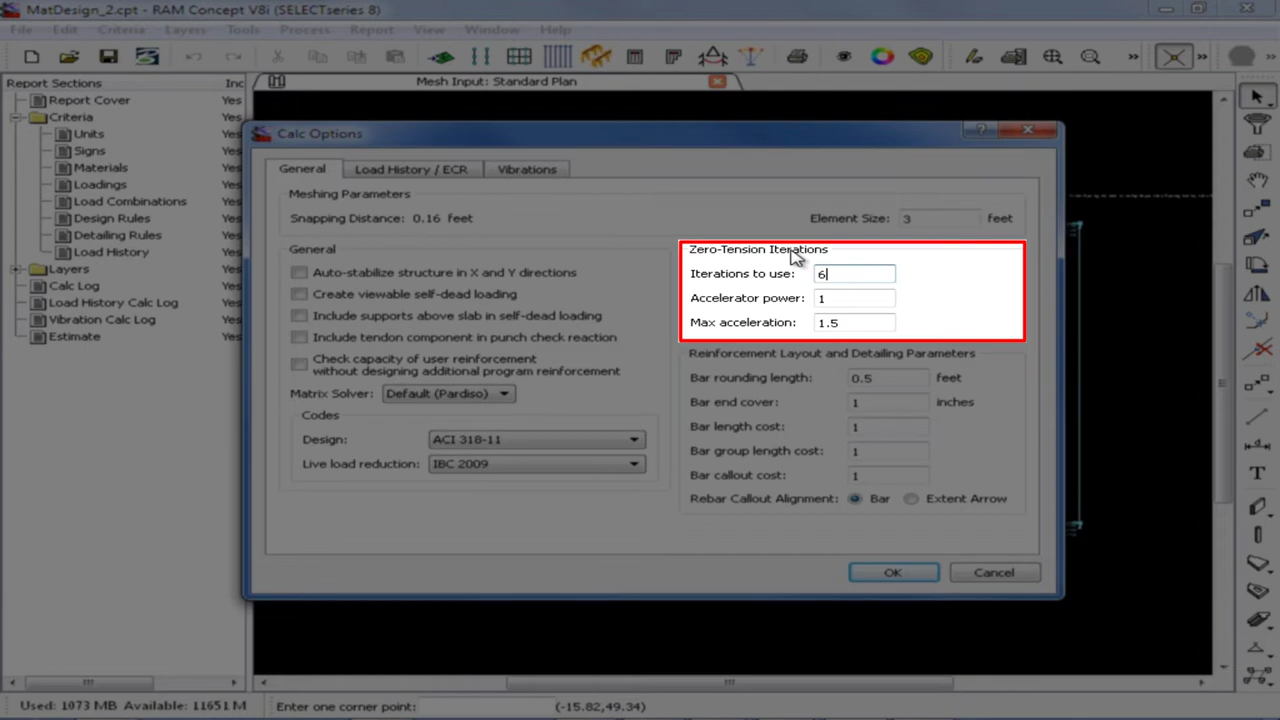 MatDesign_2.cpt - RAM Concept V8i (SELECTseries 8)
File Edit Criteria Layers Tools Process Report View Window Help
Report Sections Inc
Mesh Input: Standard Plan
Report Cover Yes
Criteria Yes
Units Yes
Signs Yes
Materials Yes
Loadings Yes
Load Combinations Yes
Design Rules Yes
Detailing Rules Yes
Load History Yes
Layers Yes
Calc Log Yes
Load History Calc Log Yes
Vibration Calc Log Yes
Estimate Yes
Calc Options
General Load History / ECR Vibrations
Meshing Parameters
Snapping Distance: 0.16 feet Element Size: 3 feet
General
Auto-stabilize structure in X and Y directions
Create viewable self-dead loading
Include supports above slab in self-dead loading
Include tendon component in punch check reaction
Check capacity of user reinforcement
without designing additional program reinforcement
Matrix Solver: Default (Pardiso)
Codes
Design: ACI 318-11
Live load reduction: IBC 2009
Zero-Tension Iterations
Iterations to use: 6
Accelerator power: 1
Max acceleration: 1.5
Reinforcement Layout and Detailing Parameters
Bar rounding length: 0.5 feet
Bar end cover: 1 inches
Bar length cost: 1
Bar group length cost: 1
Bar callout cost: 1
Rebar Callout Alignment: Bar Extent Arrow
OK Cancel
T
Used: 1073 MB Available: 11651 M Enter one corner point: (-15.82,49.34)